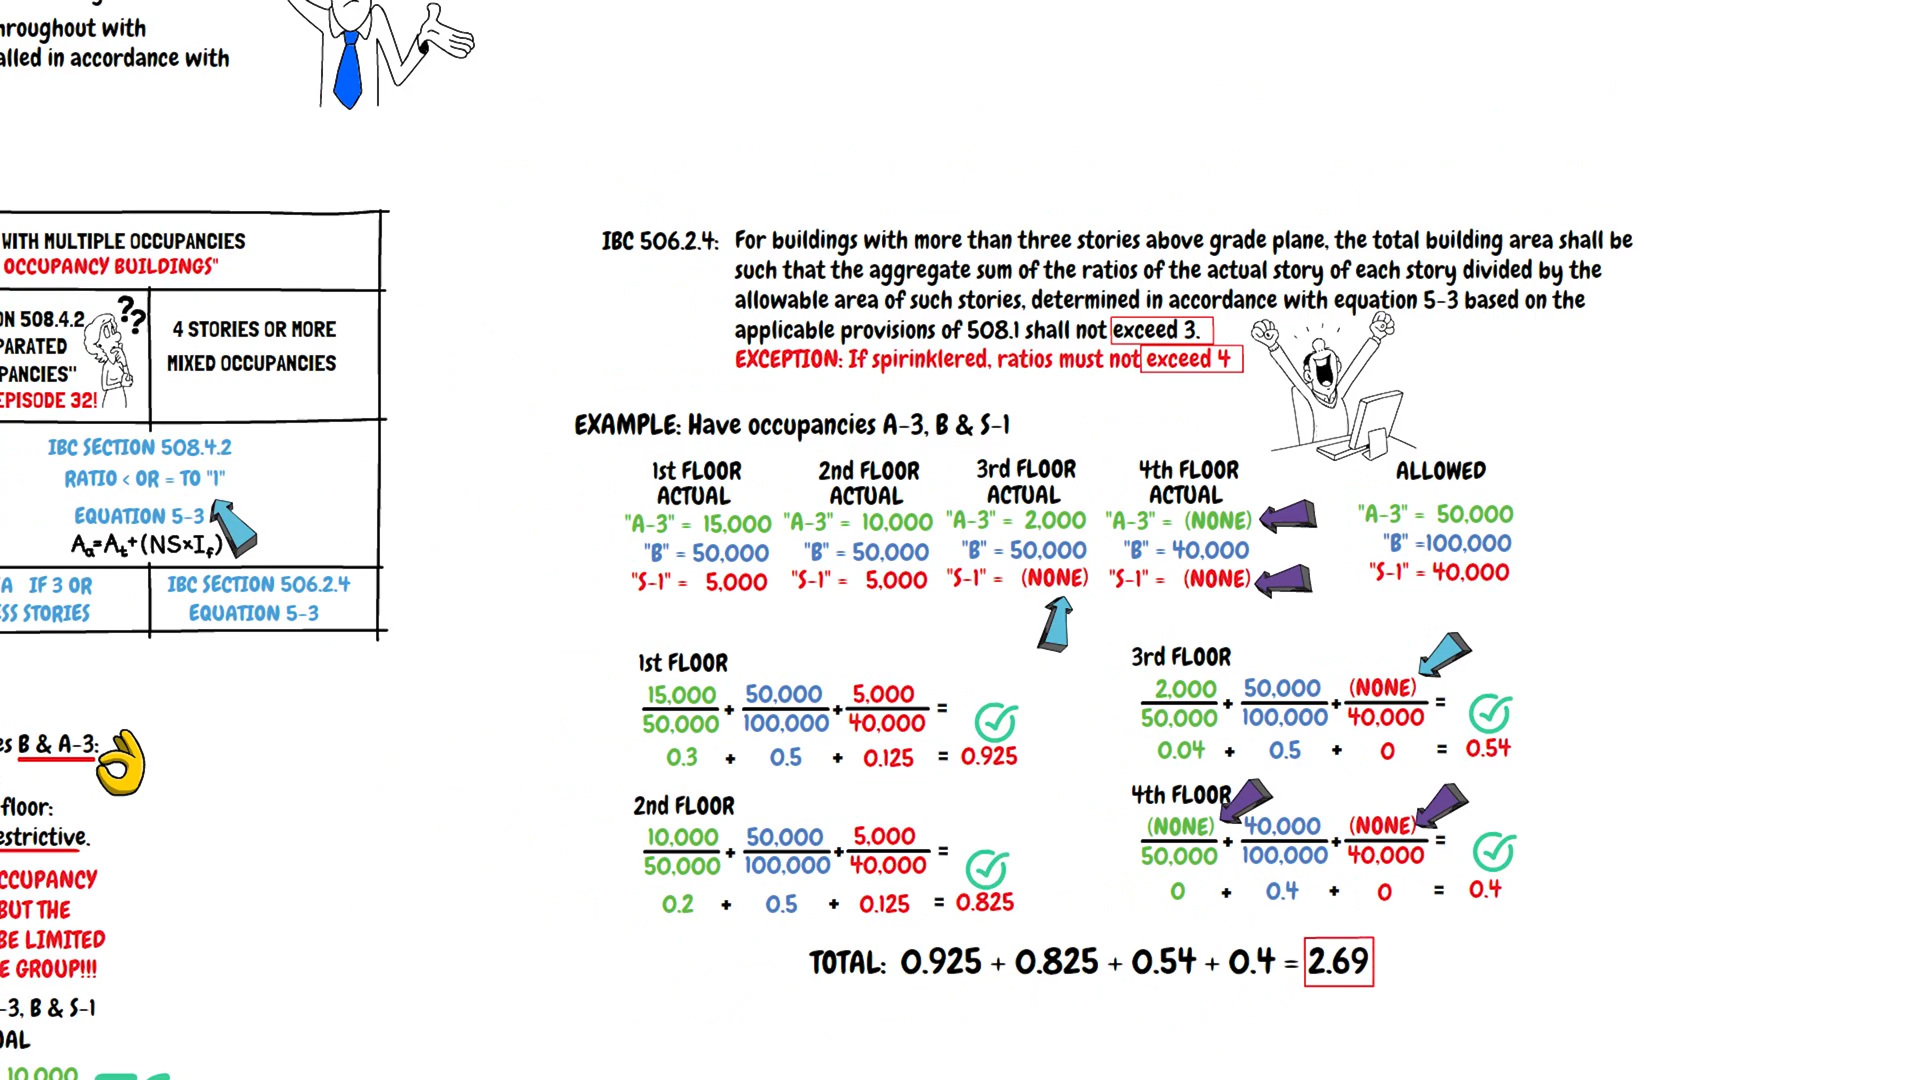 hroughout with
alled in accordance with
WITH MULTIPLE OCCUPANCIES
OCCUPANCY BUILDINGS"
ON 508.4.2
PARATED
PANCIES"
EPISODE 32!
??
4 STORIES OR MORE
MIXED OCCUPANCIES
IBC SECTION 508.4.2
RATIO < OR = TO "1"
EQUATION 5-3
Aa=At+(NS×If)
A IF 3 OR
SS STORIES
IBC SECTION 506.2.4
EQUATION 5-3
es B & A-3:
floor:
estrictive.
CCUPANCY
BUT THE
BE LIMITED
E GROUP!!!
-3, B & S-1
10,000
IBC 506.2.4: For buildings with more than three stories above grade plane, the total building area shall be
such that the aggregate sum of the ratios of the actual story of each story divided by the
allowable area of such stories, determined in accordance with equation 5-3 based on the
applicable provisions of 508.1 shall not exceed 3.
EXCEPTION: If spirinklered, ratios must not exceed 4
EXAMPLE: Have occupancies A-3, B & S-1
1st FLOOR
ACTUAL
"A-3" = 15,000
"B" = 50,000
"S-1" = 5,000
2nd FLOOR
ACTUAL
"A-3" = 10,000
"B" = 50,000
"S-1" = 5,000
3rd FLOOR
ACTUAL
"A-3" = 2,000
"B" = 50,000
"S-1" = (NONE)
4th FLOOR
ACTUAL
"A-3" = (NONE)
"B" = 40,000
"S-1" = (NONE)
ALLOWED
"A-3" = 50,000
"B" =100,000
"S-1" = 40,000
1st FLOOR
15,000 + 50,000 + 5,000 =
50,000 100,000 40,000
0.3 + 0.5 + 0.125 = 0.925
2nd FLOOR
10,000 + 50,000 + 5,000 =
50,000 100,000 40,000
0.2 + 0.5 + 0.125 = 0.825
3rd FLOOR
2,000 + 50,000 + (NONE) =
50,000 100,000 40,000
0.04 + 0.5 + 0 = 0.54
4th FLOOR
(NONE) + 40,000 + (NONE) =
50,000 100,000 40,000
0 + 0.4 + 0 = 0.4
TOTAL: 0.925 + 0.825 + 0.54 + 0.4 = 2.69